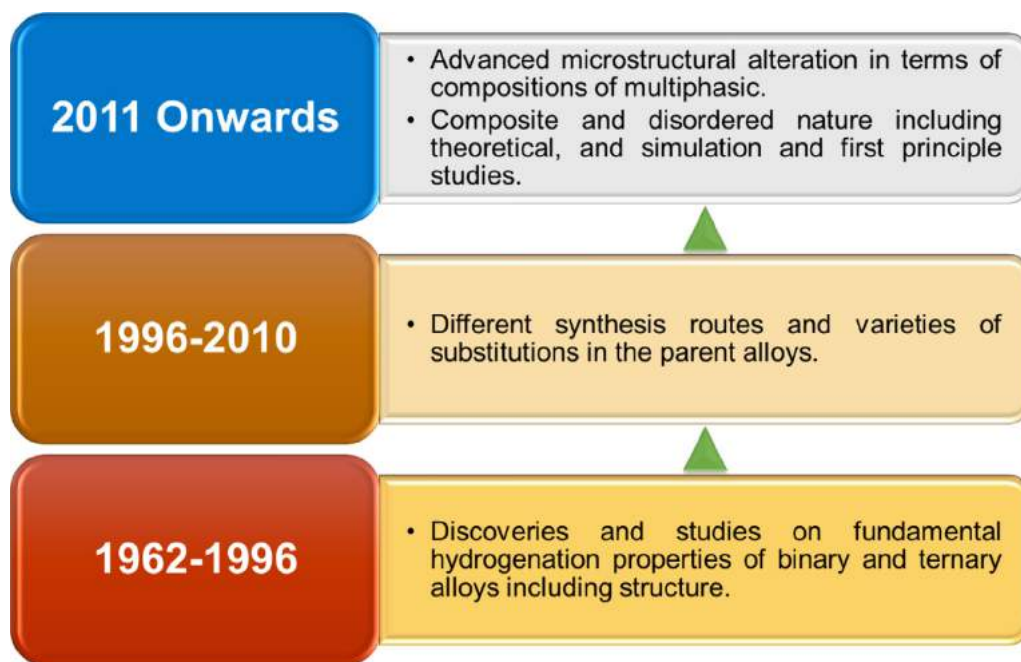 2011 Onwards
• Advanced microstructural alteration in terms of
compositions of multiphasic.
• Composite and disordered nature including
theoretical, and simulation and first principle
studies.
1996-2010
• Different synthesis routes and varieties of
substitutions in the parent alloys.
1962-1996
• Discoveries and studies on fundamental
hydrogenation properties of binary and ternary
alloys including structure.